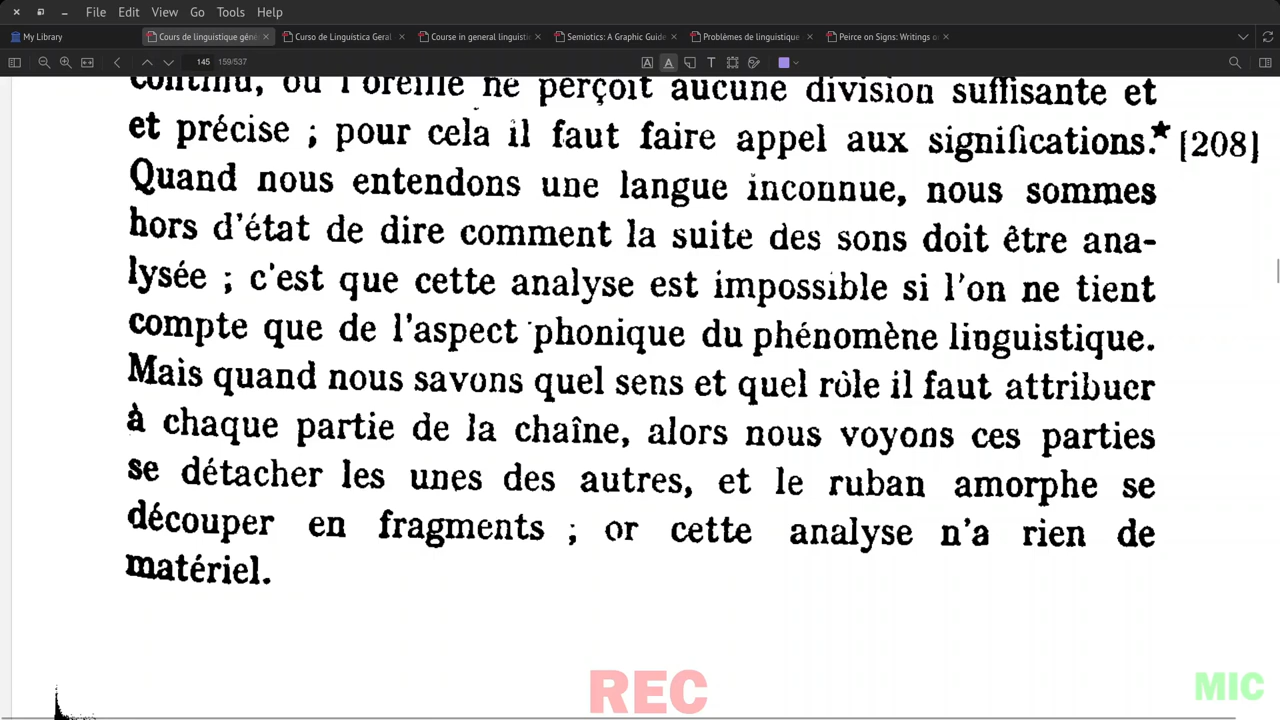 File Edit View Go Tools Help
My Library Cours de linguistique géné Curso de Linguística Geral Course in general linguisti Semiotics: A Graphic Guide Problèmes de linguistique Peirce on Signs: Writings o
145 159/537
continu, où l'oreille ne perçoit aucune division suffisante et
et précise ; pour cela il faut faire appel aux significations.* [208]
Quand nous entendons une langue inconnue, nous sommes
hors d'état de dire comment la suite des sons doit être ana-
lysée ; c'est que cette analyse est impossible si l'on ne tient
compte que de l'aspect phonique du phénomène linguistique.
Mais quand nous savons quel sens et quel rôle il faut attribuer
à chaque partie de la chaîne, alors nous voyons ces parties
se détacher les unes des autres, et le ruban amorphe se
découper en fragments ; or cette analyse n'a rien de
matériel.
REC MIC